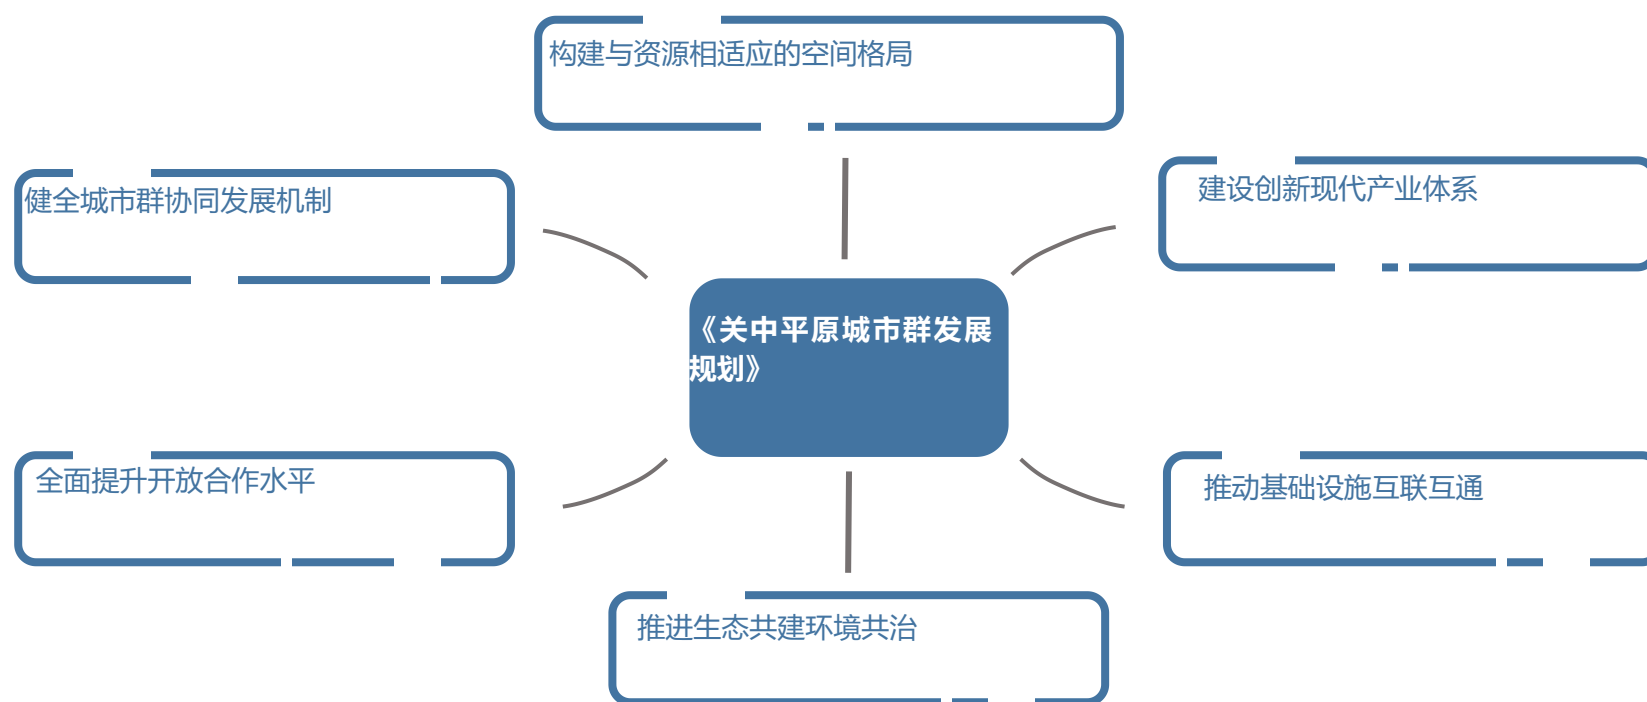 构建与资源相适应的空间格局
健全城市群协同发展机制
建设创新现代产业体系
《关中平原城市群发展
规划》
全面提升开放合作水平
推动基础设施互联互通
推进生态共建环境共治